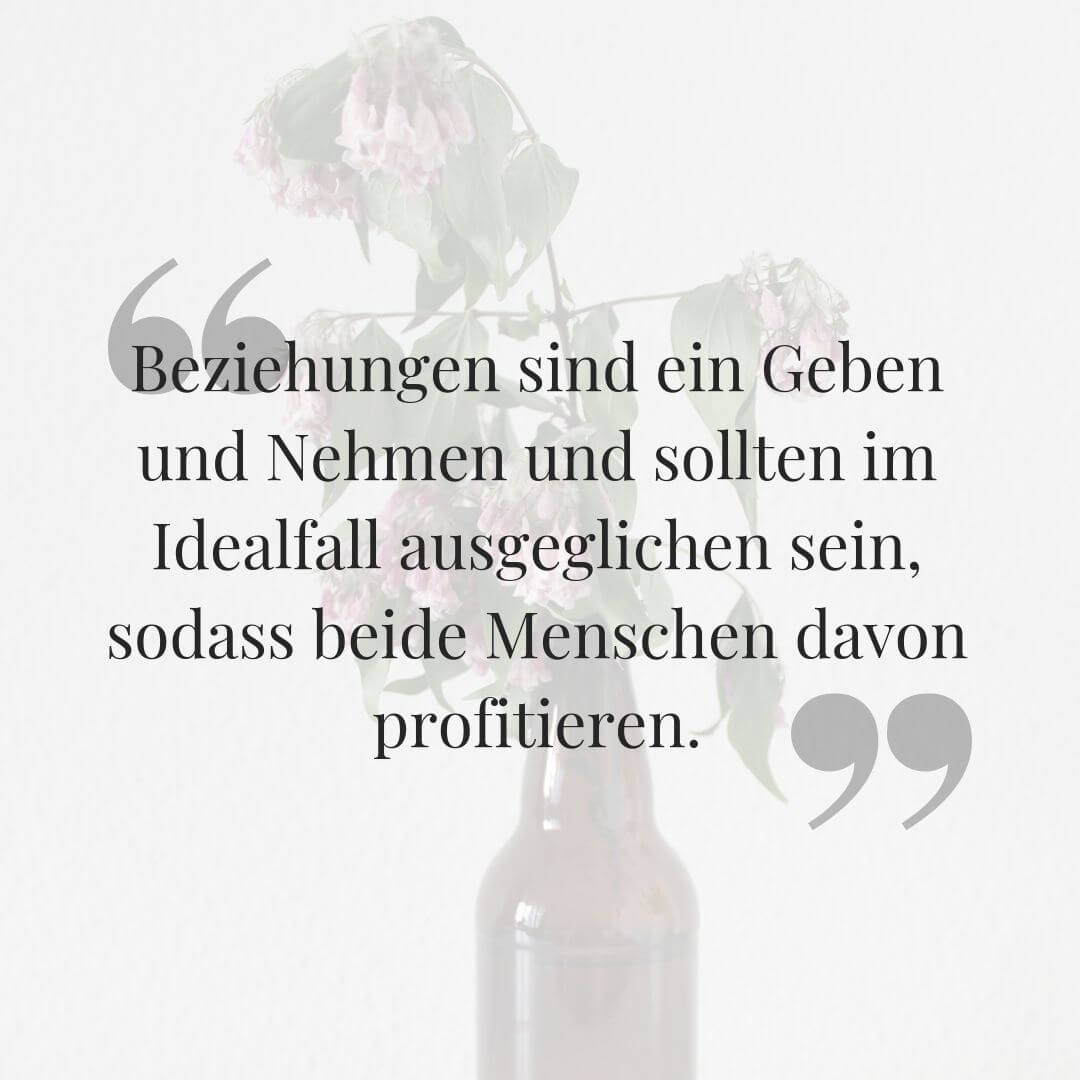 Beziehungen sind ein Geben
und Nehmen und sollten im
Idealfall ausgeglichen sein,
sodass beide Menschen davon
profitieren.